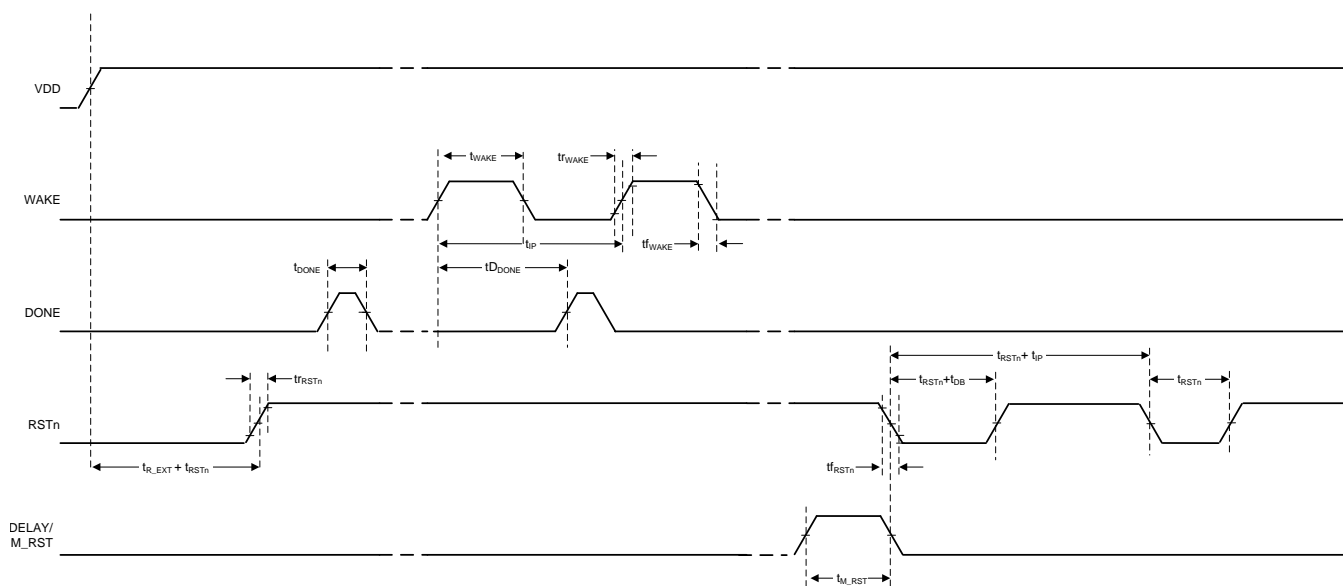 VDD
WAKE
tWAKE
trWAKE
tIP
tfWAKE
DONE
tDONE
tDDONE
RSTn
trRSTn
tR_EXT + tRSTn
tRSTn+ tIP
tRSTn+tDB
tRSTn
tfRSTn
DELAY/
M_RST
tM_RST